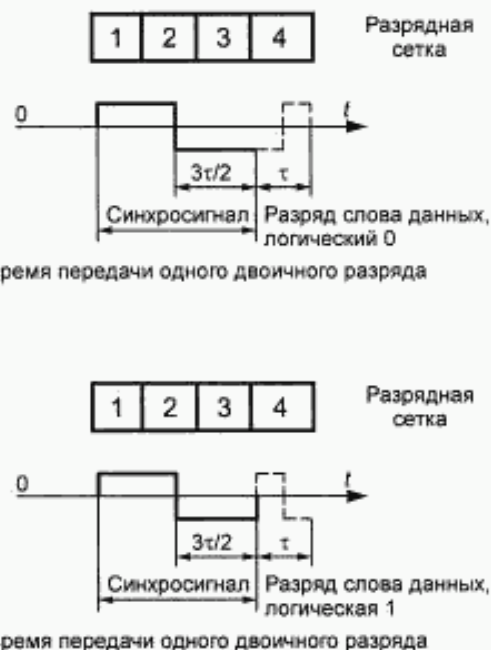 1 2 3 4
Разрядная
сетка
0
t
3τ/2
τ
Синхросигнал
Разряд слова данных,
логический 0
ремя передачи одного двоичного разряда
1 2 3 4
Разрядная
сетка
0
t
3τ/2
τ
Синхросигнал
Разряд слова данных,
логическая 1
ремя передачи одного двоичного разряда